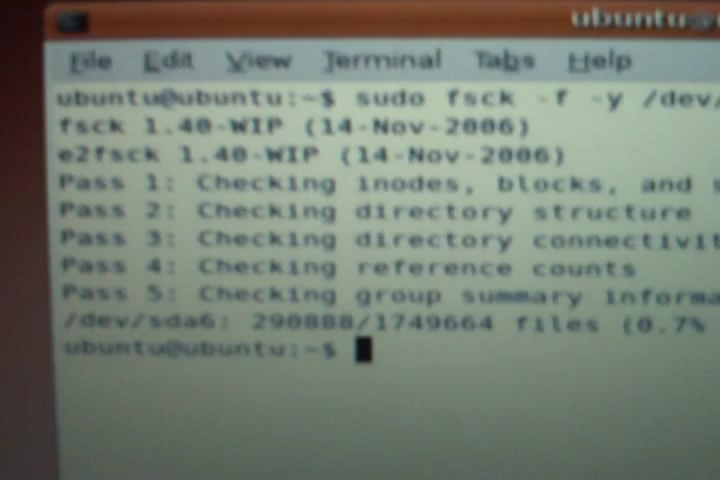 ubuntu@
File Edit View Terminal Tabs Help
ubuntu@ubuntu:~$ sudo fsck -f -y /dev/
fsck 1.40-WIP (14-Nov-2006)
e2fsck 1.40-WIP (14-Nov-2006)
Pass 1: Checking inodes, blocks, and s
Pass 2: Checking directory structure
Pass 3: Checking directory connectivit
Pass 4: Checking reference counts
Pass 5: Checking group summary informa
/dev/sda6: 290888/1749664 files (0.7%
ubuntu@ubuntu:~$